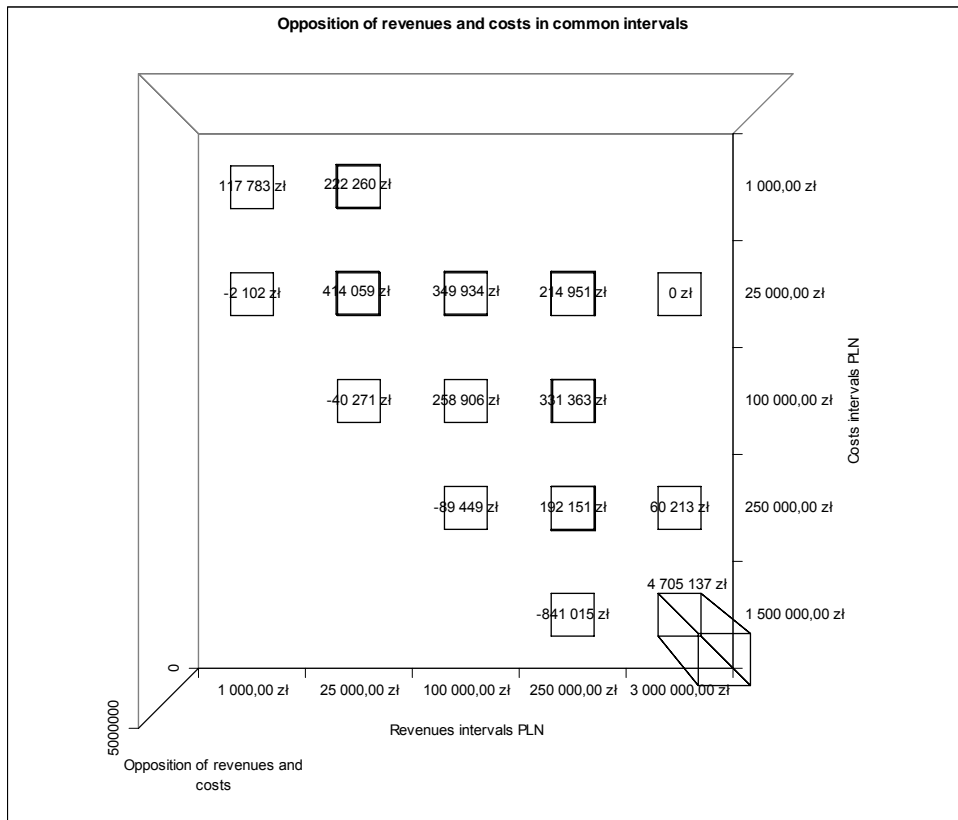 Opposition of revenues and costs in common intervals
117 783 zł 222 260 zł 1 000,00 zł
-2 102 zł 414 059 zł 349 934 zł 214 951 zł 0 zł 25 000,00 zł
-40 271 zł 258 906 zł 331 363 zł 100 000,00 zł
Costs intervals PLN
-89 449 zł 192 151 zł 60 213 zł 250 000,00 zł
4 705 137 zł
-841 015 zł 1 500 000,00 zł
0
1 000,00 zł 25 000,00 zł 100 000,00 zł 250 000,00 zł 3 000 000,00 zł
5000000
Revenues intervals PLN
Opposition of revenues and
costs